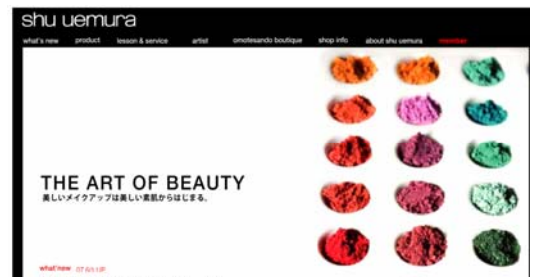 shu uemura
what's new product lesson & service artist omotesando boutique shop info about shu uemura member
THE ART OF BEAUTY
美しいメイクアップは美しい素肌からはじまる。
what'new